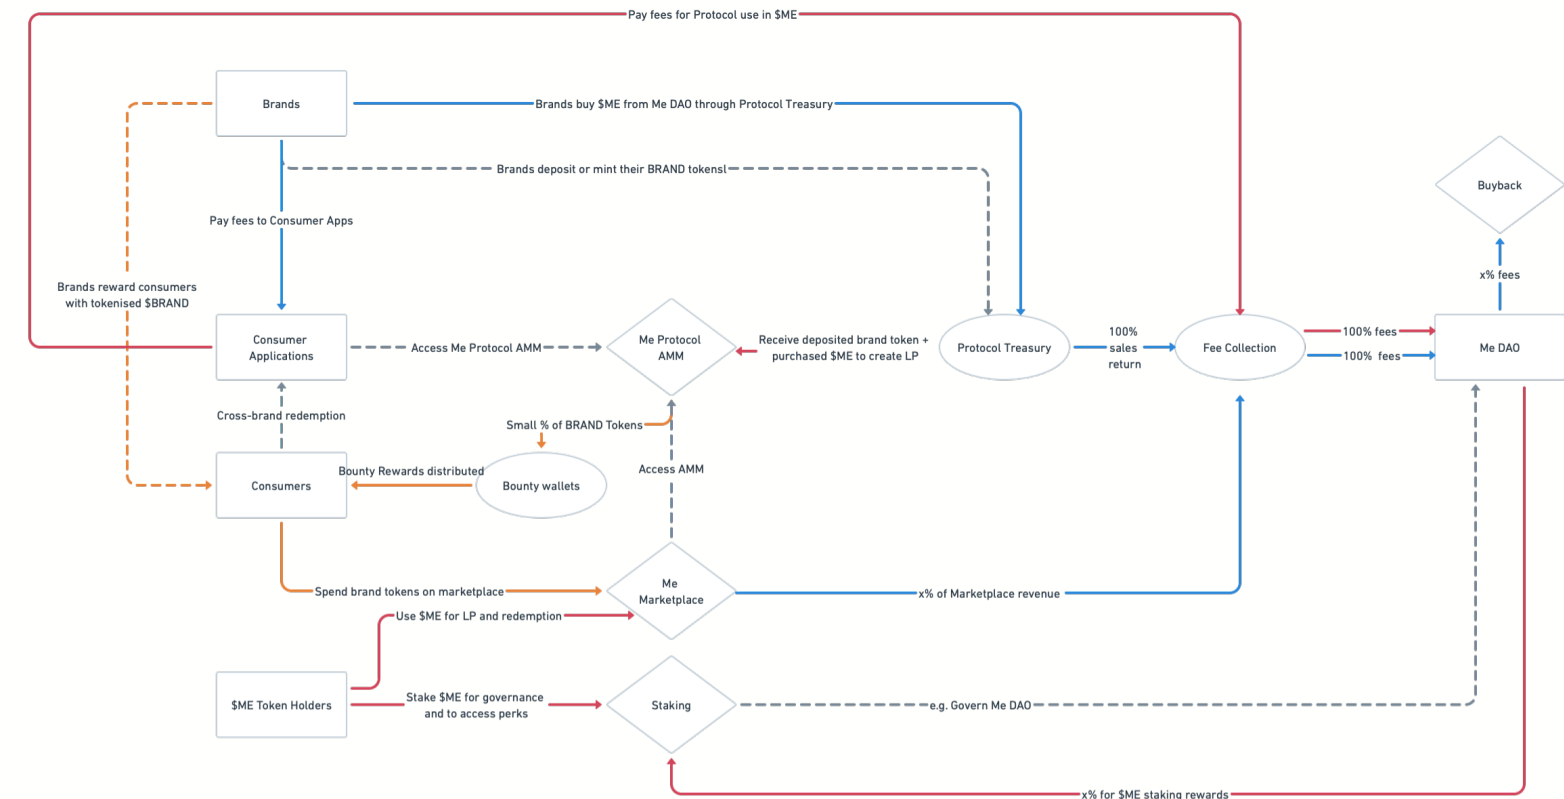 Pay fees for Protocol use in $ME
Brands
Brands buy $ME from Me DAO through Protocol Treasury
Brands deposit or mint their BRAND tokensl
Buyback
Pay fees to Consumer Apps
x% fees
Brands reward consumers
with tokenised $BRAND
Consumer
Applications
Access Me Protocol AMM
Me Protocol
AMM
Receive deposited brand token +
purchased $ME to create LP
Protocol Treasury
100%
sales
return
Fee Collection
100% fees
100% fees
Me DAO
Cross-brand redemption
Small % of BRAND Tokens
Access AMM
Consumers
Bounty Rewards distributed
Bounty wallets
Spend brand tokens on marketplace
Me
Marketplace
x% of Marketplace revenue
Use $ME for LP and redemption
$ME Token Holders
Stake $ME for governance
and to access perks
Staking
e.g. Govern Me DAO
x% for $ME staking rewards